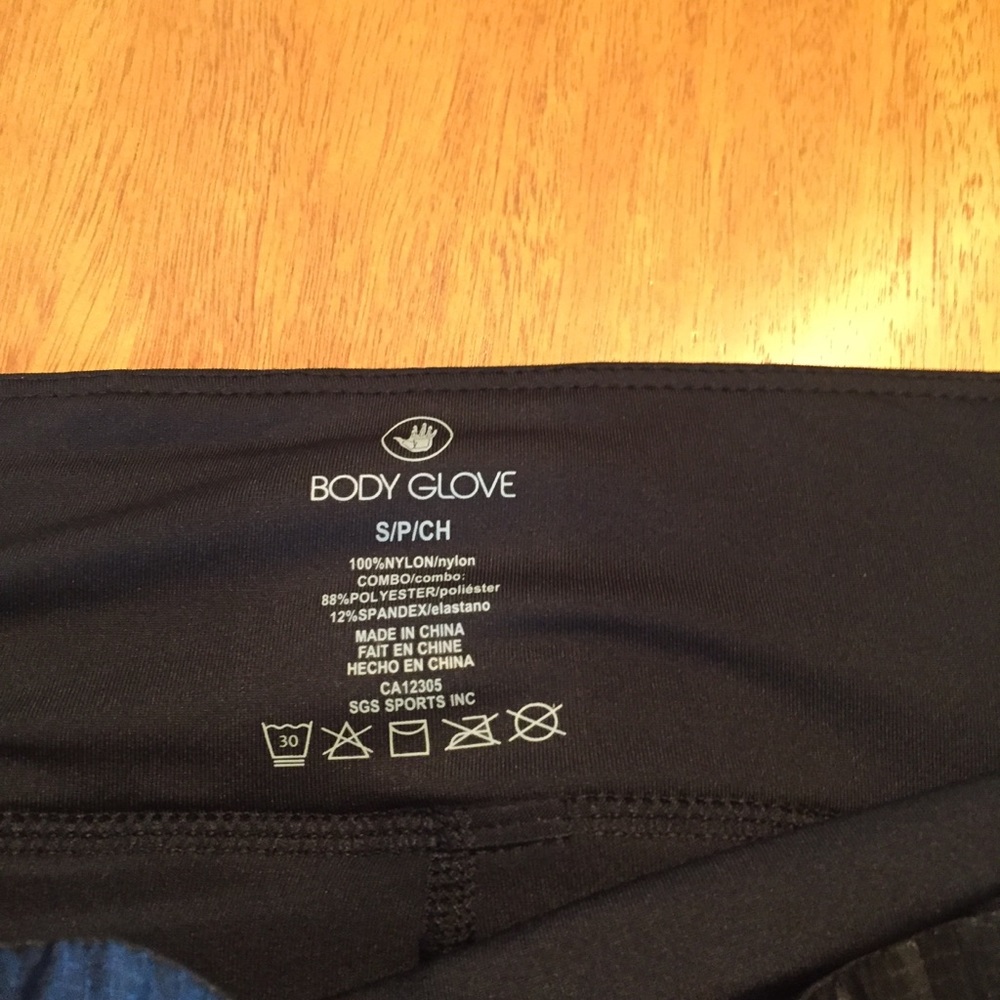 BODY GLOVE
S/P/CH
100%NYLON/nylon
COMBO/combo:
88%POLYESTER/poliéster
12%SPANDEX/elastano
MADE IN CHINA
FAIT EN CHINE
HECHO EN CHINA
CA12305
SGS SPORTS INC
30